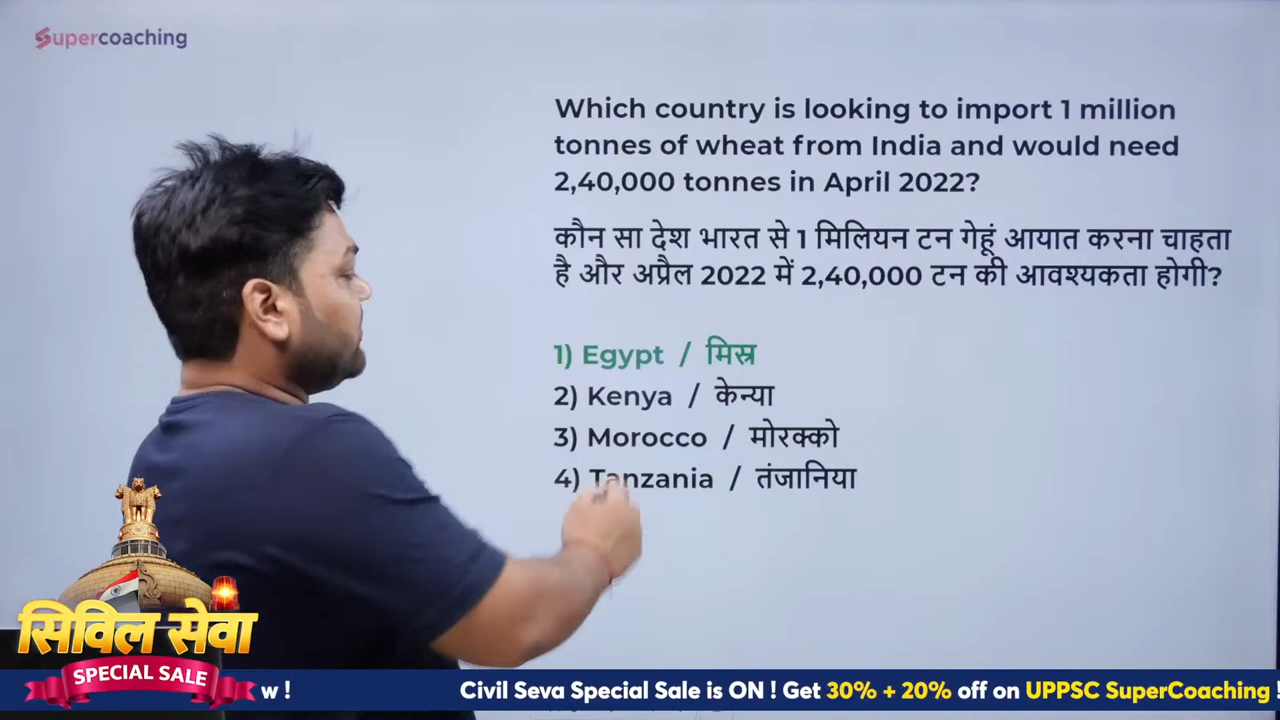 Supercoaching
Which country is looking to import 1 million
tonnes of wheat from India and would need
2,40,000 tonnes in April 2022?
कौन सा देश भारत से 1 मिलियन टन गेहूं आयात करना चाहता
है और अप्रैल 2022 में 2,40,000 टन की आवश्यकता होगी?
1) Egypt / मिस्र
2) Kenya / केन्या
3) Morocco / मोरक्को
4) Tanzania / तंजानिया
सिविल सेवा
SPECIAL SALE
w ! Civil Seva Special Sale is ON ! Get 30% + 20% off on UPPSC SuperCoaching !